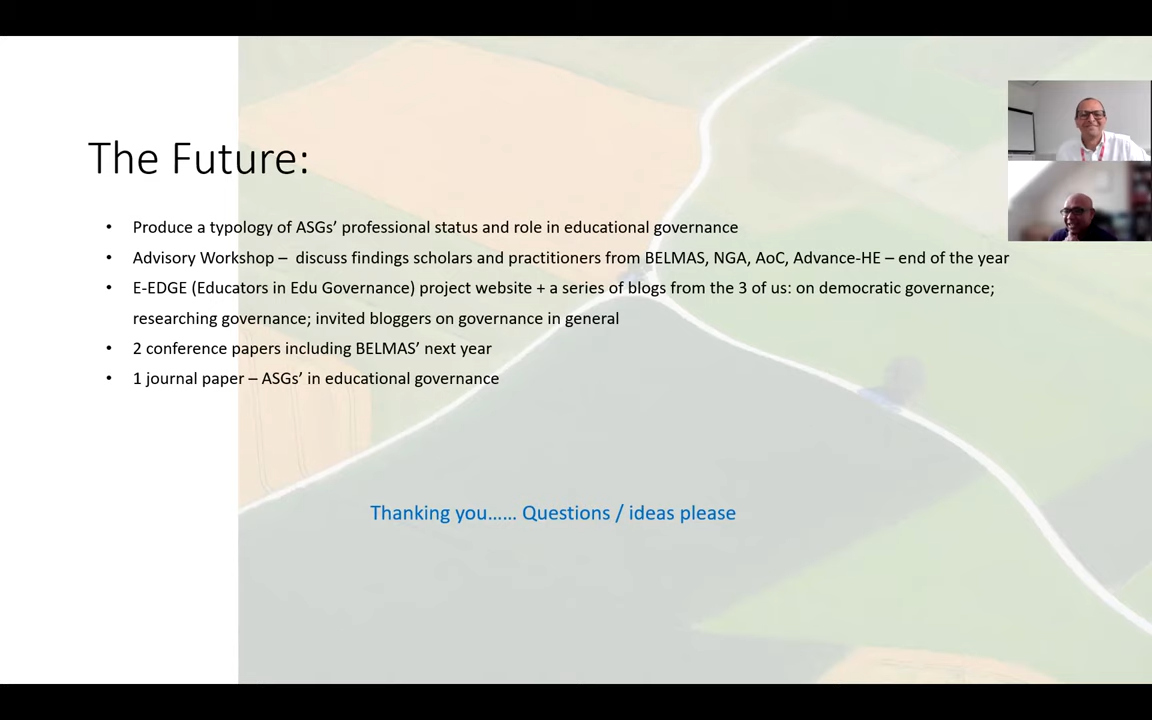 The Future:
• Produce a typology of ASGs’ professional status and role in educational governance
• Advisory Workshop – discuss findings scholars and practitioners from BELMAS, NGA, AoC, Advance-HE – end of the year
• E-EDGE (Educators in Edu Governance) project website + a series of blogs from the 3 of us: on democratic governance;
researching governance; invited bloggers on governance in general
• 2 conference papers including BELMAS’ next year
• 1 journal paper – ASGs’ in educational governance
Thanking you…… Questions / ideas please